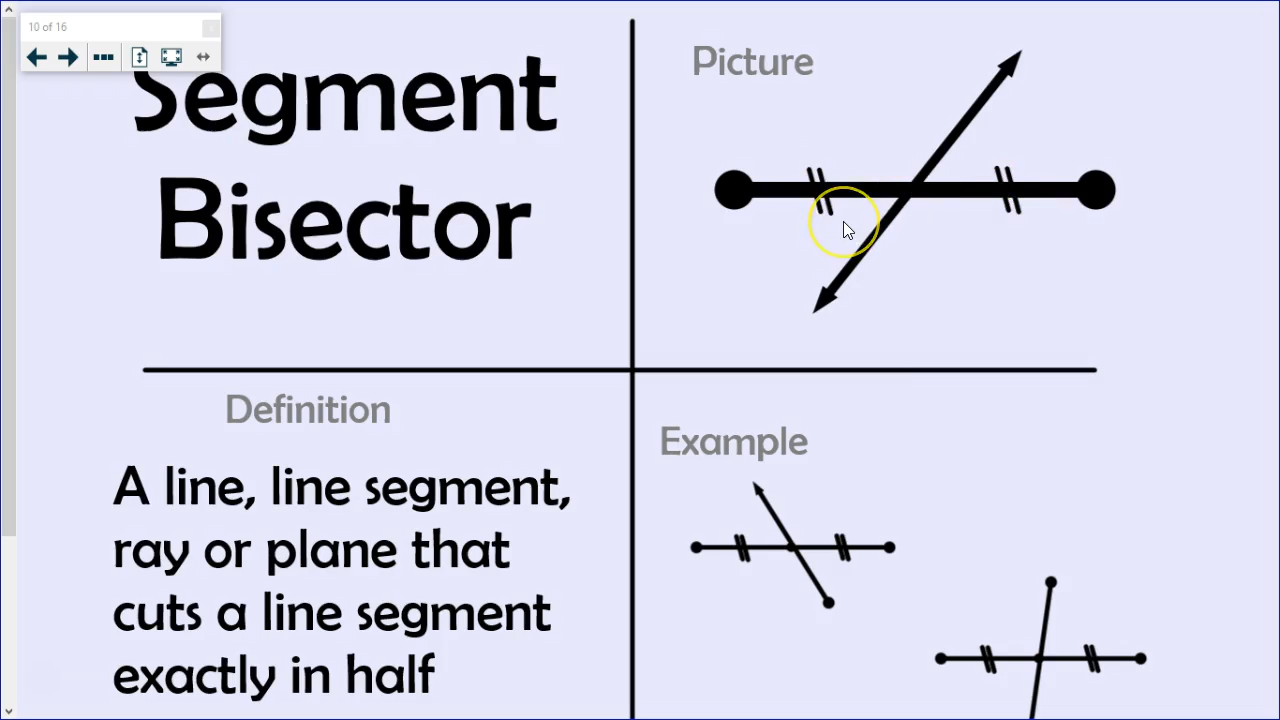 10 of 16
Segment
Bisector
Picture
Definition
A line, line segment,
ray or plane that
cuts a line segment
exactly in half
Example